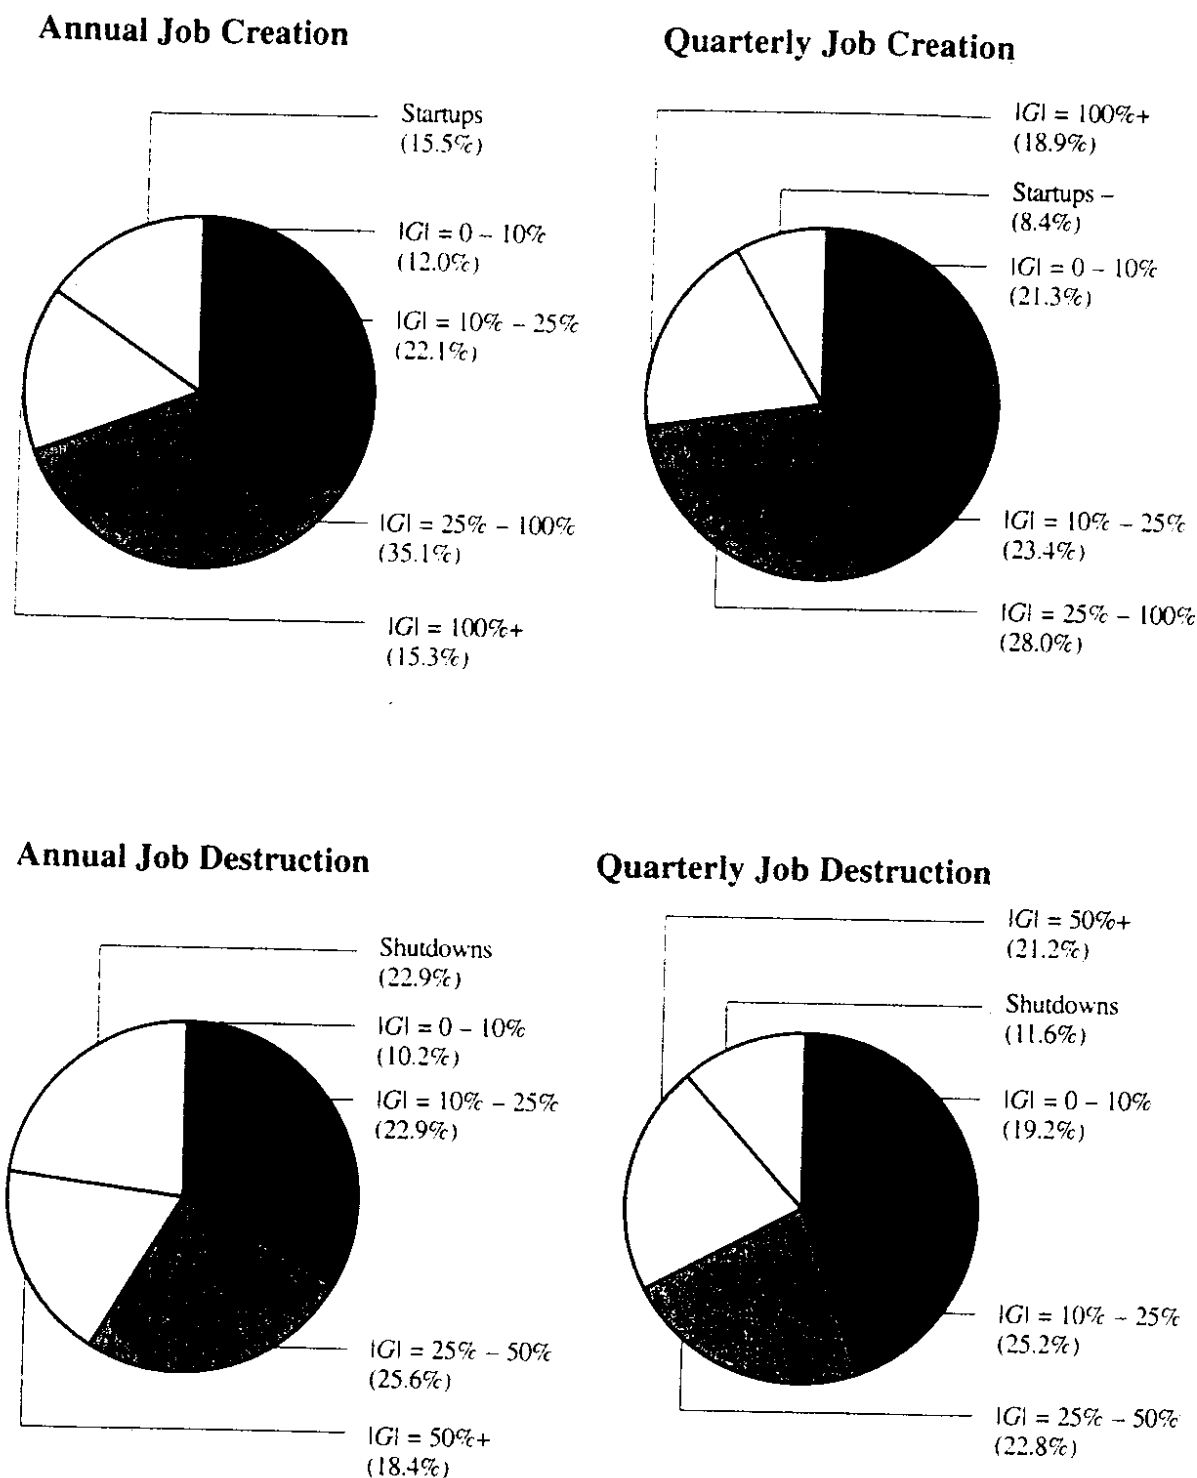 Annual Job Creation
Startups
(15.5%)
|G| = 0 – 10%
(12.0%)
|G| = 10% – 25%
(22.1%)
|G| = 25% – 100%
(35.1%)
|G| = 100%+
(15.3%)
Quarterly Job Creation
|G| = 100%+
(18.9%)
Startups –
(8.4%)
|G| = 0 – 10%
(21.3%)
|G| = 10% – 25%
(23.4%)
|G| = 25% – 100%
(28.0%)
Annual Job Destruction
Shutdowns
(22.9%)
|G| = 0 – 10%
(10.2%)
|G| = 10% – 25%
(22.9%)
|G| = 25% – 50%
(25.6%)
|G| = 50%+
(18.4%)
Quarterly Job Destruction
|G| = 50%+
(21.2%)
Shutdowns
(11.6%)
|G| = 0 – 10%
(19.2%)
|G| = 10% – 25%
(25.2%)
|G| = 25% – 50%
(22.8%)